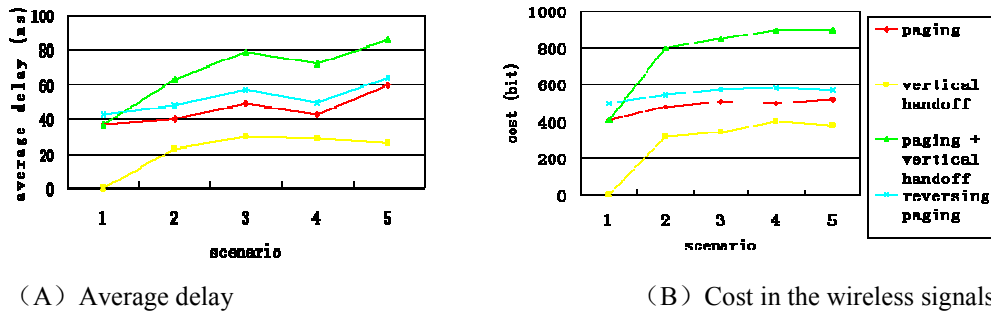 100
80
60
40
20
0
average delay (ms)
1 2 3 4 5
scenario
1000
800
600
400
200
0
cost (bit)
1 2 3 4 5
scenario
paging
vertical
handoff
paging +
vertical
handoff
reversing
paging
（A）Average delay
（B）Cost in the wireless signals